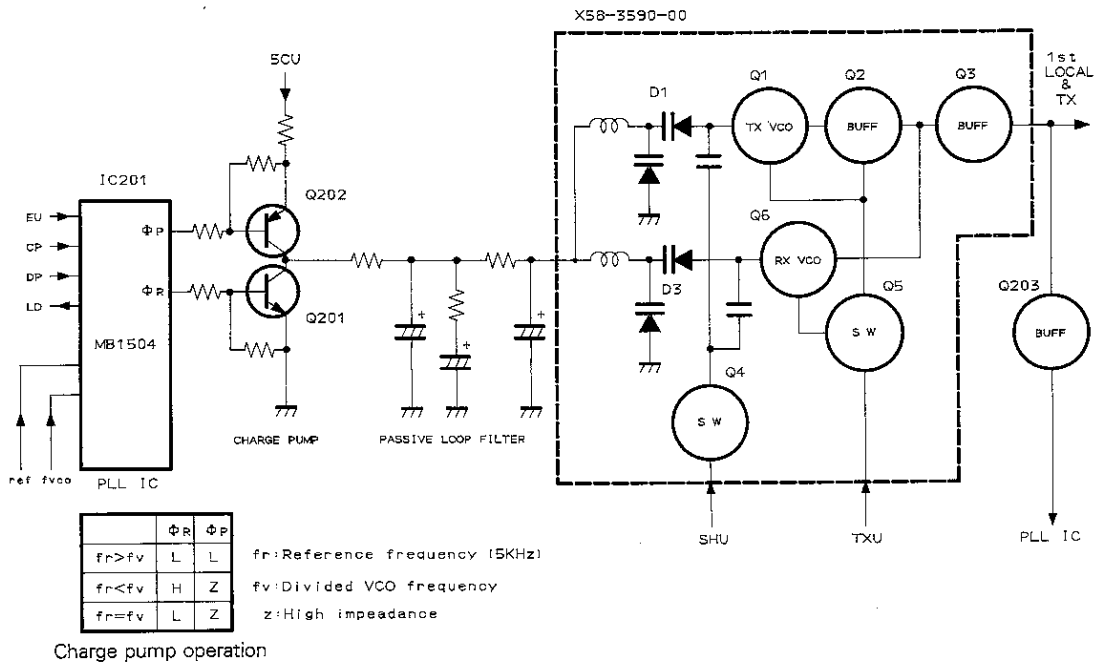 X58-3590-00
5CV
IC201
EU
CP
DP
LD
ΦP
ΦR
MB1504
ref fvco
PLL IC
Q202
Q201
CHARGE PUMP
PASSIVE LOOP FILTER
D1
D3
Q1
TX VCO
Q2
BUFF
Q3
BUFF
1st
LOCAL
&
TX
Q6
RX VCO
Q5
S W
Q4
S W
Q203
BUFF
SHU
TXU
PLL IC
ΦR ΦP
fr>fv L L
fr<fv H Z
fr=fv L Z
fr:Reference frequency (5KHz)
fv:Divided VCO frequency
z:High impeadance
Charge pump operation